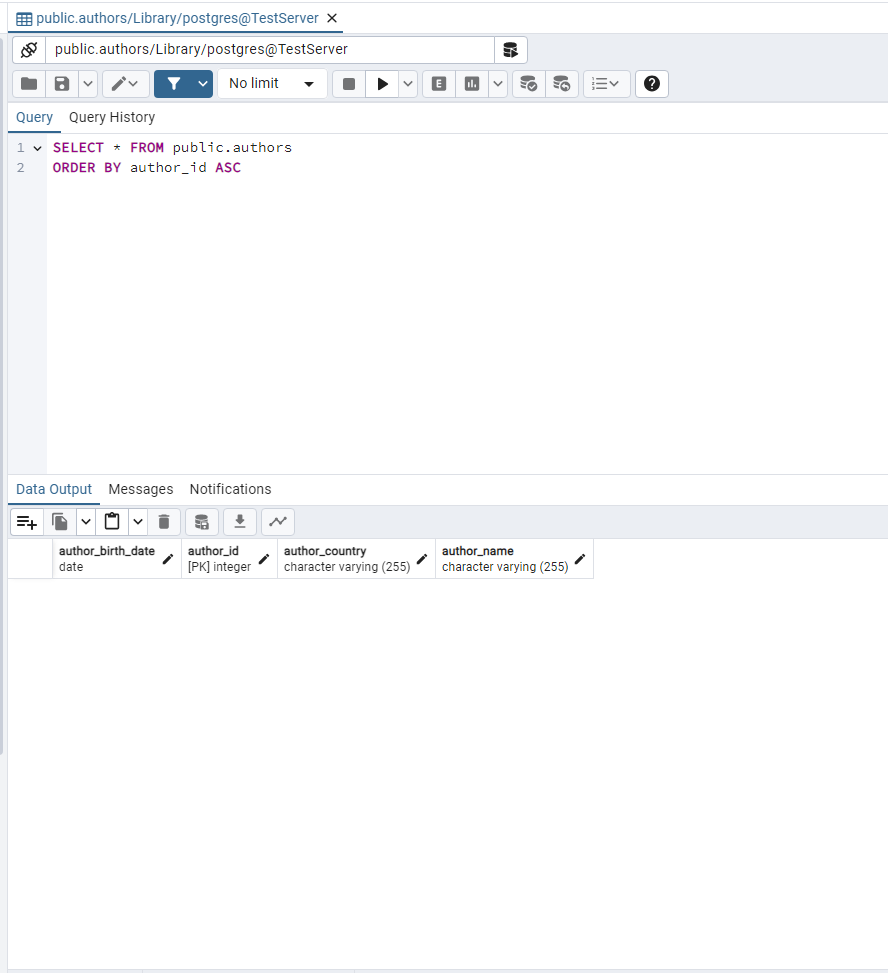 public.authors/Library/postgres@TestServer
public.authors/Library/postgres@TestServer
No limit
E
Query Query History
1 SELECT * FROM public.authors
2 ORDER BY author_id ASC
Data Output Messages Notifications
author_birth_date author_id author_country author_name
date [PK] integer character varying (255) character varying (255)